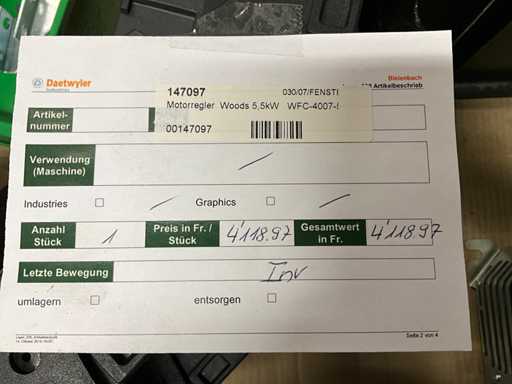 Daetwyler
Bleienbach
Artikelbeschrieb
147097 030/07/FENSTI
Motorregler Woods 5,5kW WFC-4007-5
00147097
Artikel-
nummer
Verwendung
(Maschine)
Industries Graphics
Anzahl
Stück 1
Preis in Fr. /
Stück 4'118.97
Gesamtwert
in Fr. 4'118.97
Letzte Bewegung Inv
umlagern entsorgen
Seite 2 von 4